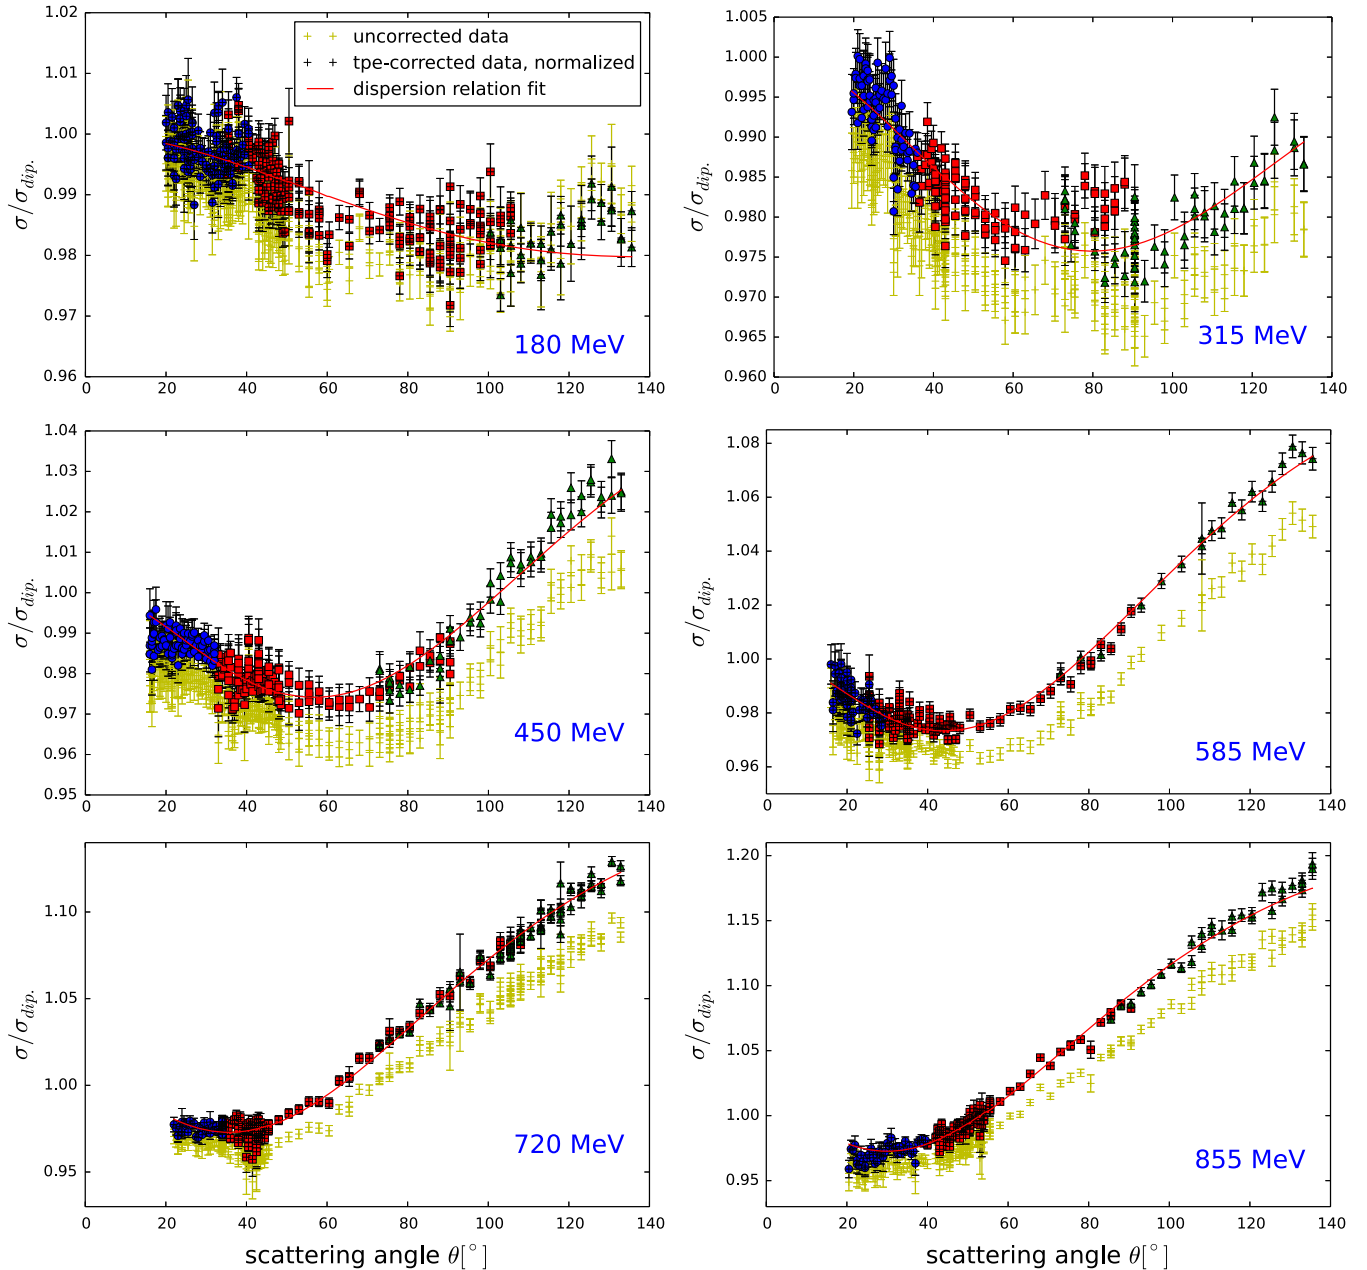 1.02
1.01
1.00
0.99
0.98
0.97
0.96
σ/σdip.
uncorrected data
tpe-corrected data, normalized
dispersion relation fit
180 MeV
0 20 40 60 80 100 120 140
1.005
1.000
0.995
0.990
0.985
0.980
0.975
0.970
0.965
0.960
σ/σdip.
315 MeV
0 20 40 60 80 100 120 140
1.04
1.03
1.02
1.01
1.00
0.99
0.98
0.97
0.96
0.95
σ/σdip.
450 MeV
0 20 40 60 80 100 120 140
1.08
1.06
1.04
1.02
1.00
0.98
0.96
σ/σdip.
585 MeV
0 20 40 60 80 100 120 140
1.10
1.05
1.00
0.95
σ/σdip.
720 MeV
0 20 40 60 80 100 120 140
scattering angle θ[°]
1.20
1.15
1.10
1.05
1.00
0.95
σ/σdip.
855 MeV
0 20 40 60 80 100 120 140
scattering angle θ[°]